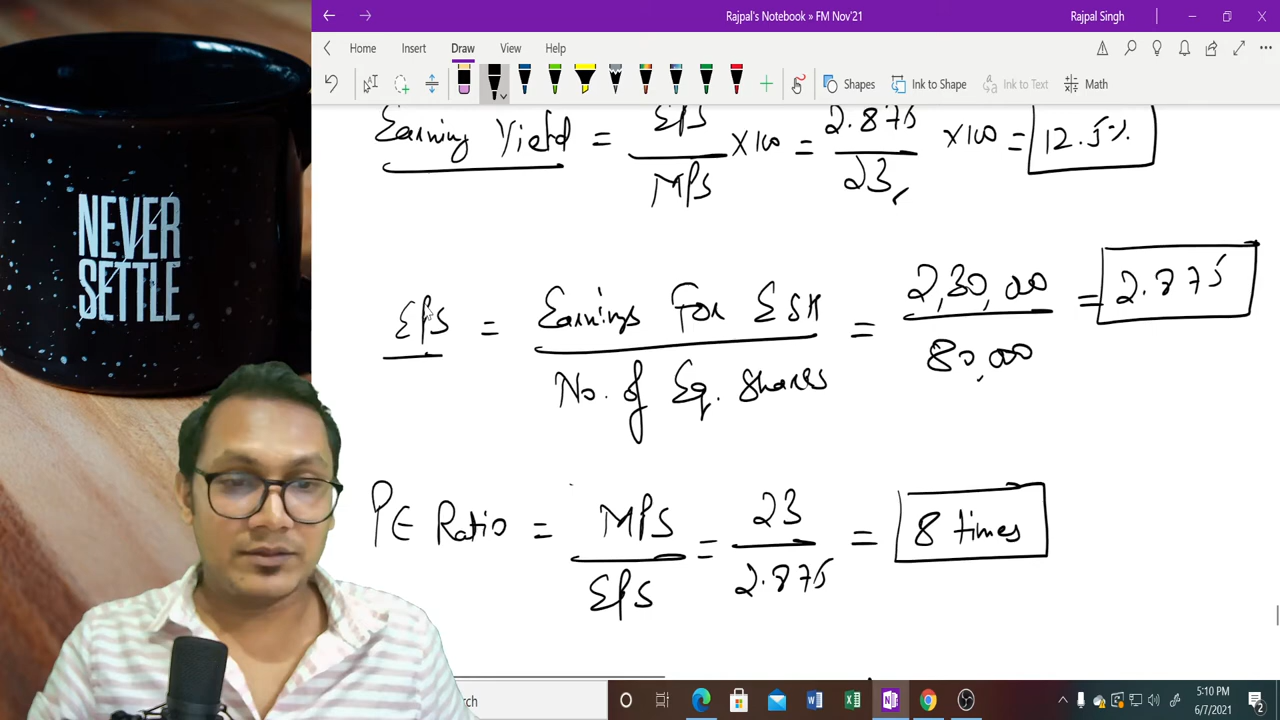 Rajpal's Notebook » FM Nov'21
Rajpal Singh
Home Insert Draw View Help
Shapes
Ink to Shape
Ink to Text
Math
Earning Yield = EPS / MPS ×100 = 2.875 / 23 ×100 = 12.5%
EPS = Earnings For ESH / No. of Eq. Shares = 2,30,000 / 80,000 = 2.875
PE Ratio = MPS / EPS = 23 / 2.875 = 8 times
NEVER
SETTLE
rch
5:10 PM
6/7/2021
2